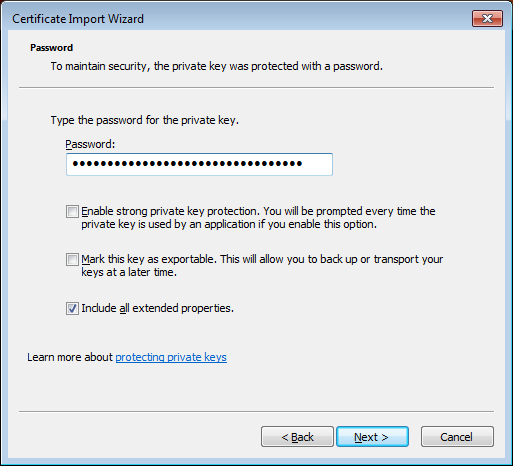 Certificate Import Wizard
Password
To maintain security, the private key was protected with a password.
Type the password for the private key.
Password:
●●●●●●●●●●●●●●●●●●●●●●●●●●●●●●●●●
Enable strong private key protection. You will be prompted every time the
private key is used by an application if you enable this option.
Mark this key as exportable. This will allow you to back up or transport your
keys at a later time.
Include all extended properties.
Learn more about protecting private keys
< Back Next > Cancel